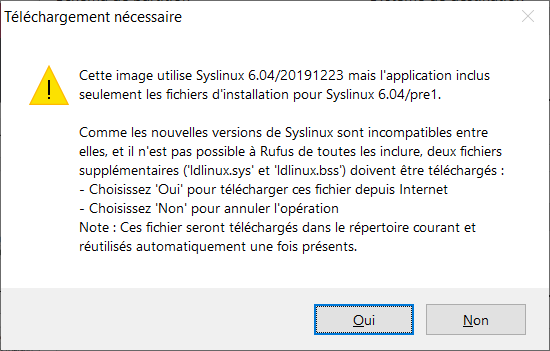 Téléchargement nécessaire
Cette image utilise Syslinux 6.04/20191223 mais l'application inclus
seulement les fichiers d'installation pour Syslinux 6.04/pre1.
Comme les nouvelles versions de Syslinux sont incompatibles entre
elles, et il n'est pas possible à Rufus de toutes les inclure, deux fichiers
supplémentaires ('ldlinux.sys' et 'ldlinux.bss') doivent être téléchargés :
- Choisissez 'Oui' pour télécharger ces fichier depuis Internet
- Choisissez 'Non' pour annuler l'opération
Note : Ces fichier seront téléchargés dans le répertoire courant et
réutilisés automatiquement une fois présents.
Oui
Non